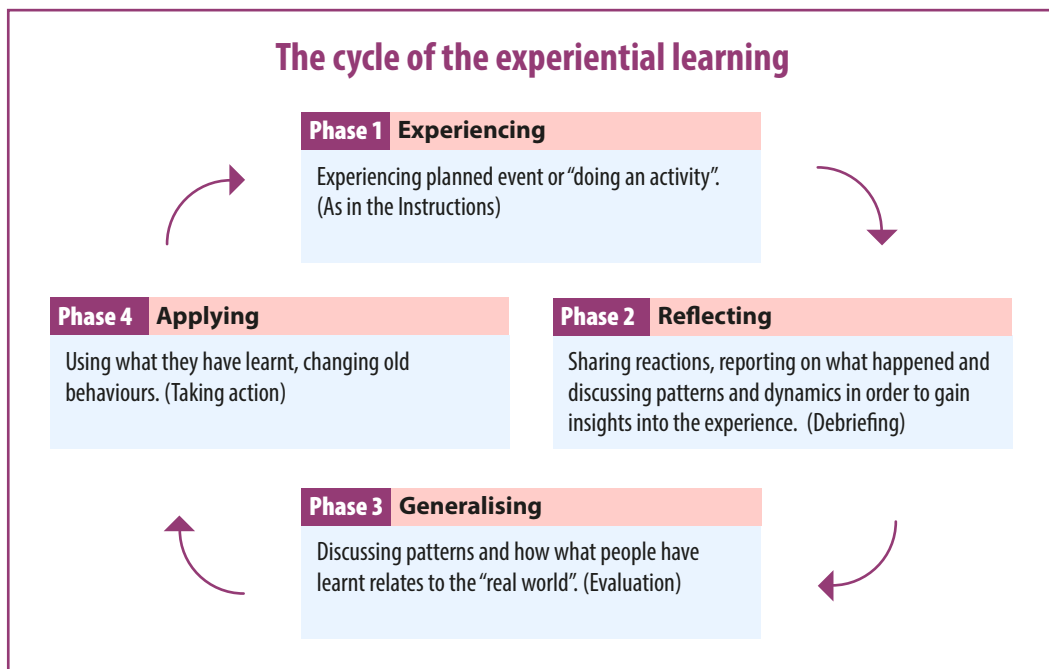 The cycle of the experiential learning
Phase 1 Experiencing
Experiencing planned event or “doing an activity”.
(As in the Instructions)
Phase 2 Reflecting
Sharing reactions, reporting on what happened and
discussing patterns and dynamics in order to gain
insights into the experience. (Debriefing)
Phase 3 Generalising
Discussing patterns and how what people have
learnt relates to the “real world”. (Evaluation)
Phase 4 Applying
Using what they have learnt, changing old
behaviours. (Taking action)